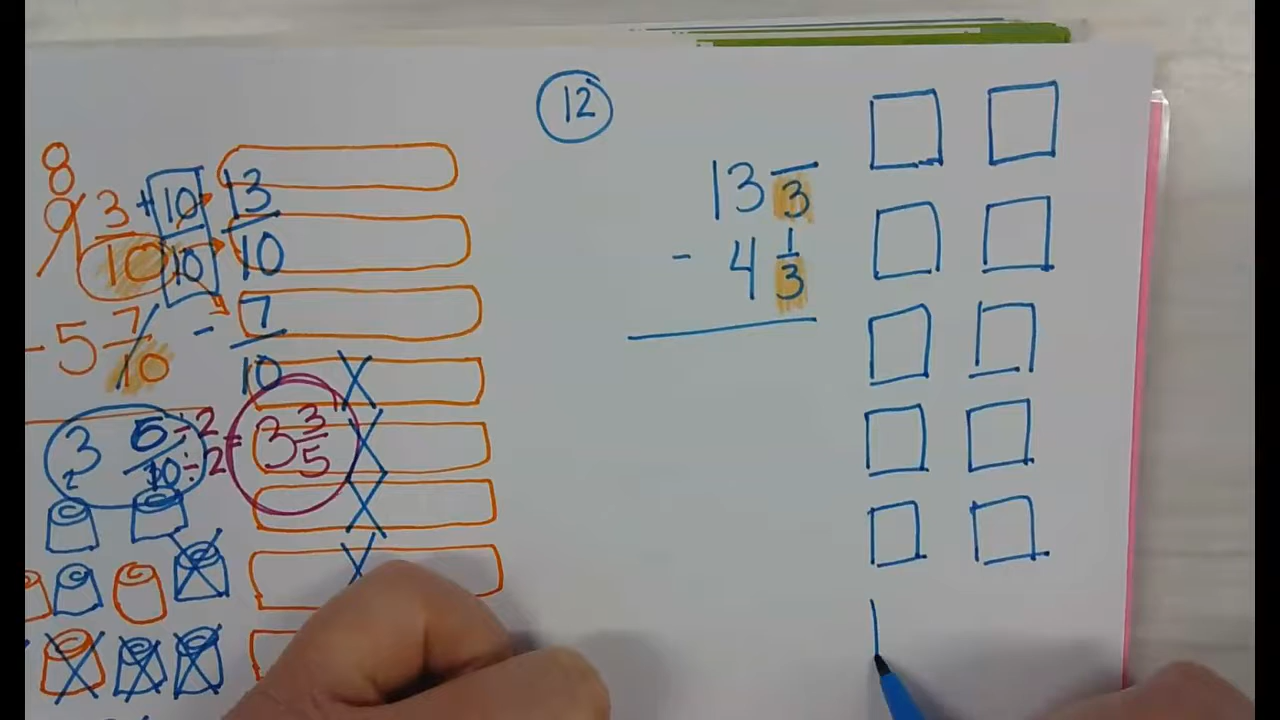 8
9 3/10 + 10/10 13/10
- 5 7/10 - 7/10
3 6/10 ÷2/÷2 = 3 3/5
12
13 /3
- 4 1/3